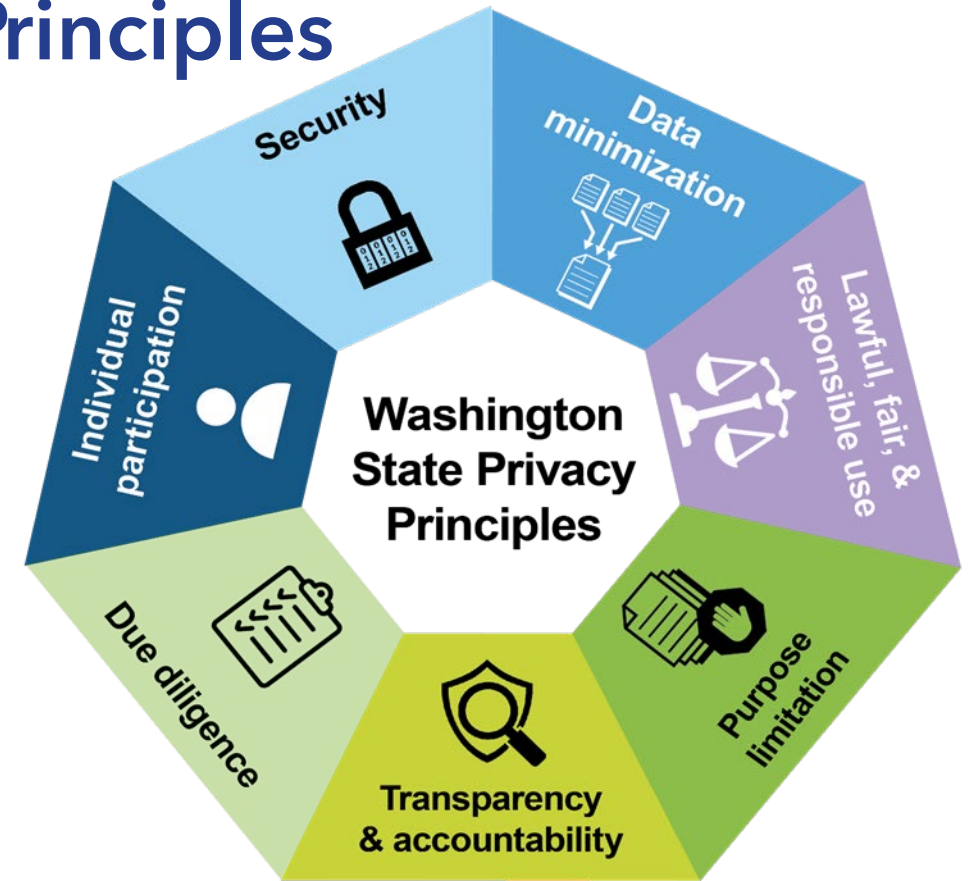 Principles
Security
Data
minimization
Lawful, fair, &
responsible use
Purpose
limitation
Transparency
& accountability
Due diligence
Individual
participation
Washington
State Privacy
Principles